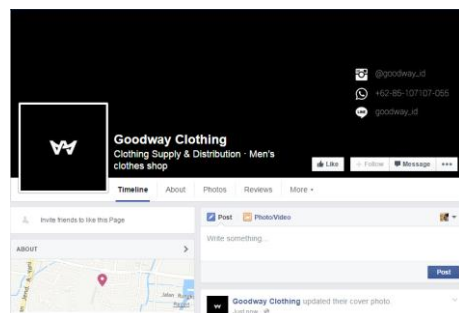 @goodway_id
+62-85-107107-055
goodway_id
Goodway Clothing
Clothing Supply & Distribution · Men's
clothes shop
Like
Follow
Message
Timeline
About
Photos
Reviews
More
Invite friends to like this Page
Post
Photo/Video
Write something...
ABOUT
Post
Goodway Clothing updated their cover photo.
Just now